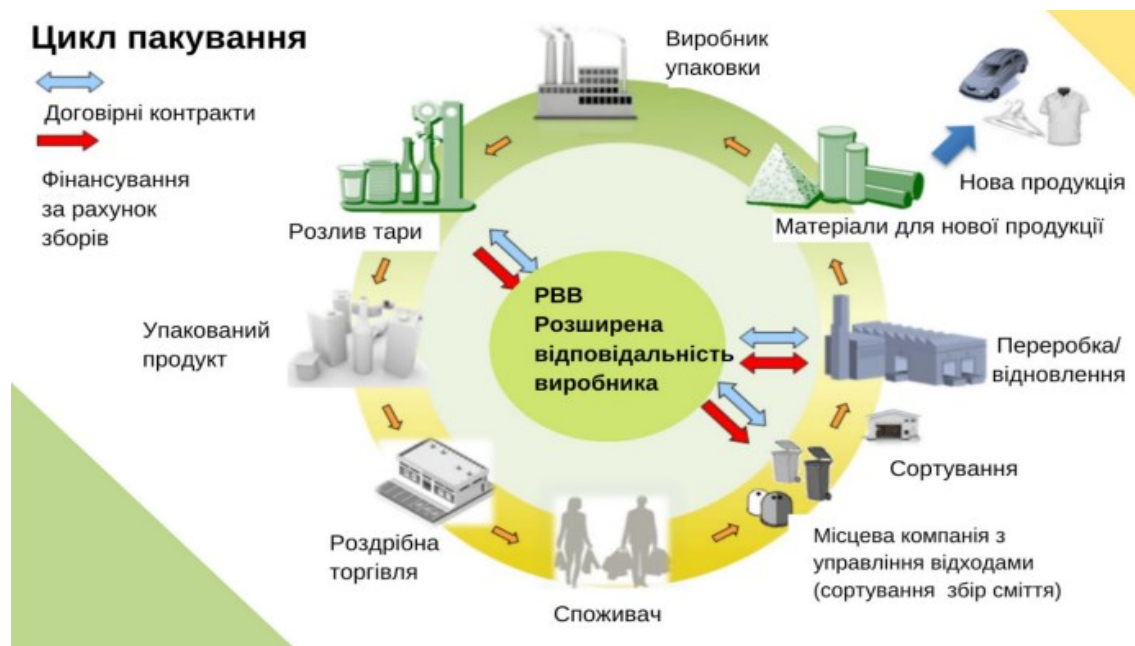 Цикл пакування
Договірні контракти
Фінансування
за рахунок
зборів
Виробник
упаковки
Розлив тари
Нова продукція
Матеріали для нової продукції
РВВ
Розширена
відповідальність
виробника
Упакований
продукт
Переробка/
відновлення
Сортування
Роздрібна
торгівля
Місцева компанія з
управління відходами
(сортування збір сміття)
Споживач